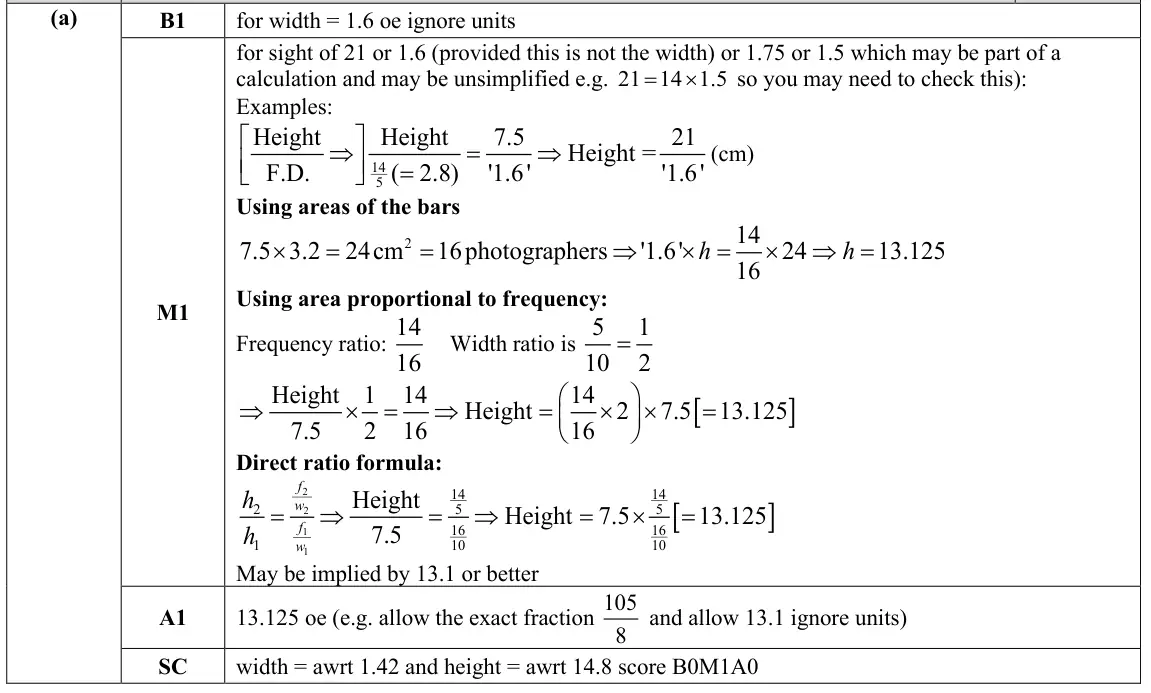 (a) B1 for width = 1.6 oe ignore units
M1 for sight of 21 or 1.6 (provided this is not the width) or 1.75 or 1.5 which may be part of a
calculation and may be unsimplified e.g. 21 = 14 × 1.5 so you may need to check this):
Examples:
[Height/F.D. ⇒] Height/(14/5 (= 2.8)) = 7.5/'1.6' ⇒ Height = 21/'1.6' (cm)
Using areas of the bars
7.5 × 3.2 = 24 cm² = 16 photographers ⇒ '1.6' × h = 14/16 × 24 ⇒ h = 13.125
Using area proportional to frequency:
Frequency ratio: 14/16 Width ratio is 5/10 = 1/2
⇒ Height/7.5 × 1/2 = 14/16 ⇒ Height = (14/16 × 2) × 7.5 [= 13.125]
Direct ratio formula:
h₂/h₁ = (f₂/w₂)/(f₁/w₁) ⇒ Height/7.5 = (14/5)/(16/10) ⇒ Height = 7.5 × (14/5)/(16/10) [= 13.125]
May be implied by 13.1 or better
A1 13.125 oe (e.g. allow the exact fraction 105/8 and allow 13.1 ignore units)
SC width = awrt 1.42 and height = awrt 14.8 score B0M1A0